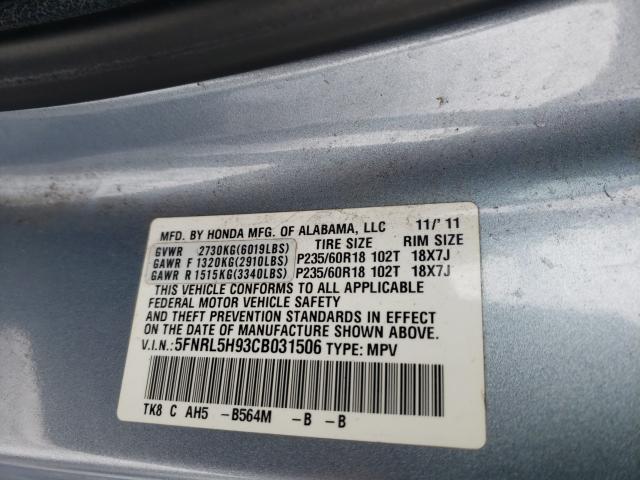 MFD. BY HONDA MFG. OF ALABAMA, LLC 11/' 11
TIRE SIZE RIM SIZE
GVWR 2730KG(6019LBS)
GAWR F 1320KG(2910LBS) P235/60R18 102T 18X7J
GAWR R 1515KG(3340LBS) P235/60R18 102T 18X7J
THIS VEHICLE CONFORMS TO ALL APPLICABLE
FEDERAL MOTOR VEHICLE SAFETY
AND THEFT PREVENTION STANDARDS IN EFFECT
ON THE DATE OF MANUFACTURE SHOWN ABOVE.
V.I.N.: 5FNRL5H93CB031506 TYPE: MPV
TK8 C AH5 -B564M -B -B